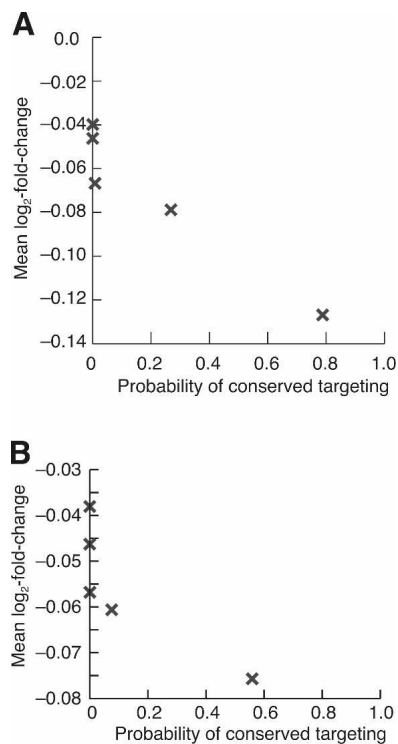 A
0.0
−0.02
−0.04
−0.06
−0.08
−0.10
−0.12
−0.14
Mean log₂-fold-change
0 0.2 0.4 0.6 0.8 1.0
Probability of conserved targeting
B
−0.03
−0.04
−0.05
−0.06
−0.07
−0.08
Mean log₂-fold-change
0 0.2 0.4 0.6 0.8 1.0
Probability of conserved targeting